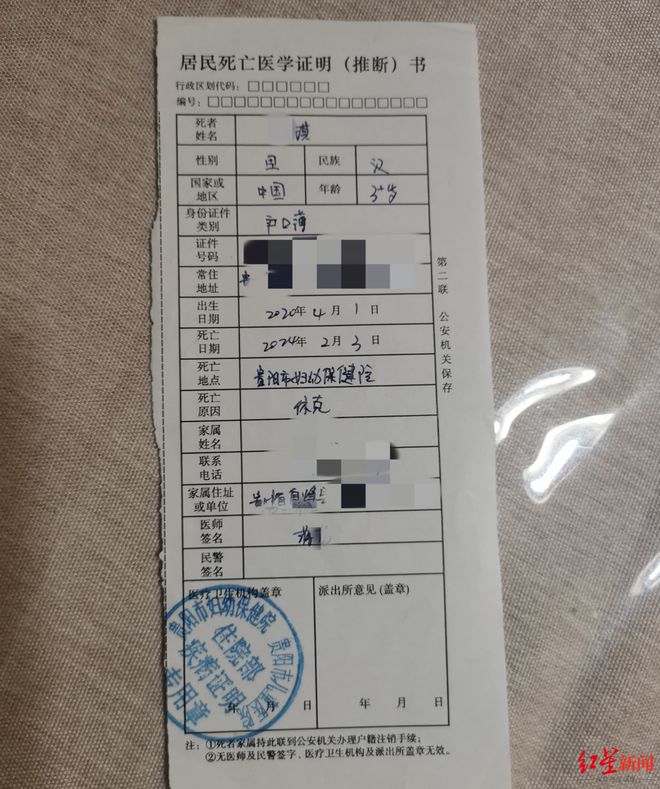 居民死亡医学证明（推断）书
行政区划代码：□□□□□□
编号：□□□□□□□□□□□□□□□□□
死者姓名
性别 男 民族 汉
国家或地区 中国 年龄 3+岁
身份证件类别 户口薄
证件号码
常住地址
出生日期 2020年4月1日
死亡日期 2024年2月3日
死亡地点 贵阳市妇幼保健院
死亡原因 休克
家属姓名
联系电话
家属住址或单位
医师签名
民警签名
医疗卫生机构盖章 派出所意见（盖章）
年 月 日 年 月 日
贵阳市妇幼保健院 贵阳市儿童医院
住院部
疾病证明
专用章
注：①死者家属持此联到公安机关办理户籍注销手续；
②无医师及民警签字、医疗卫生机构及派出所盖章无效。
第二联 公安机关保存
红星新闻